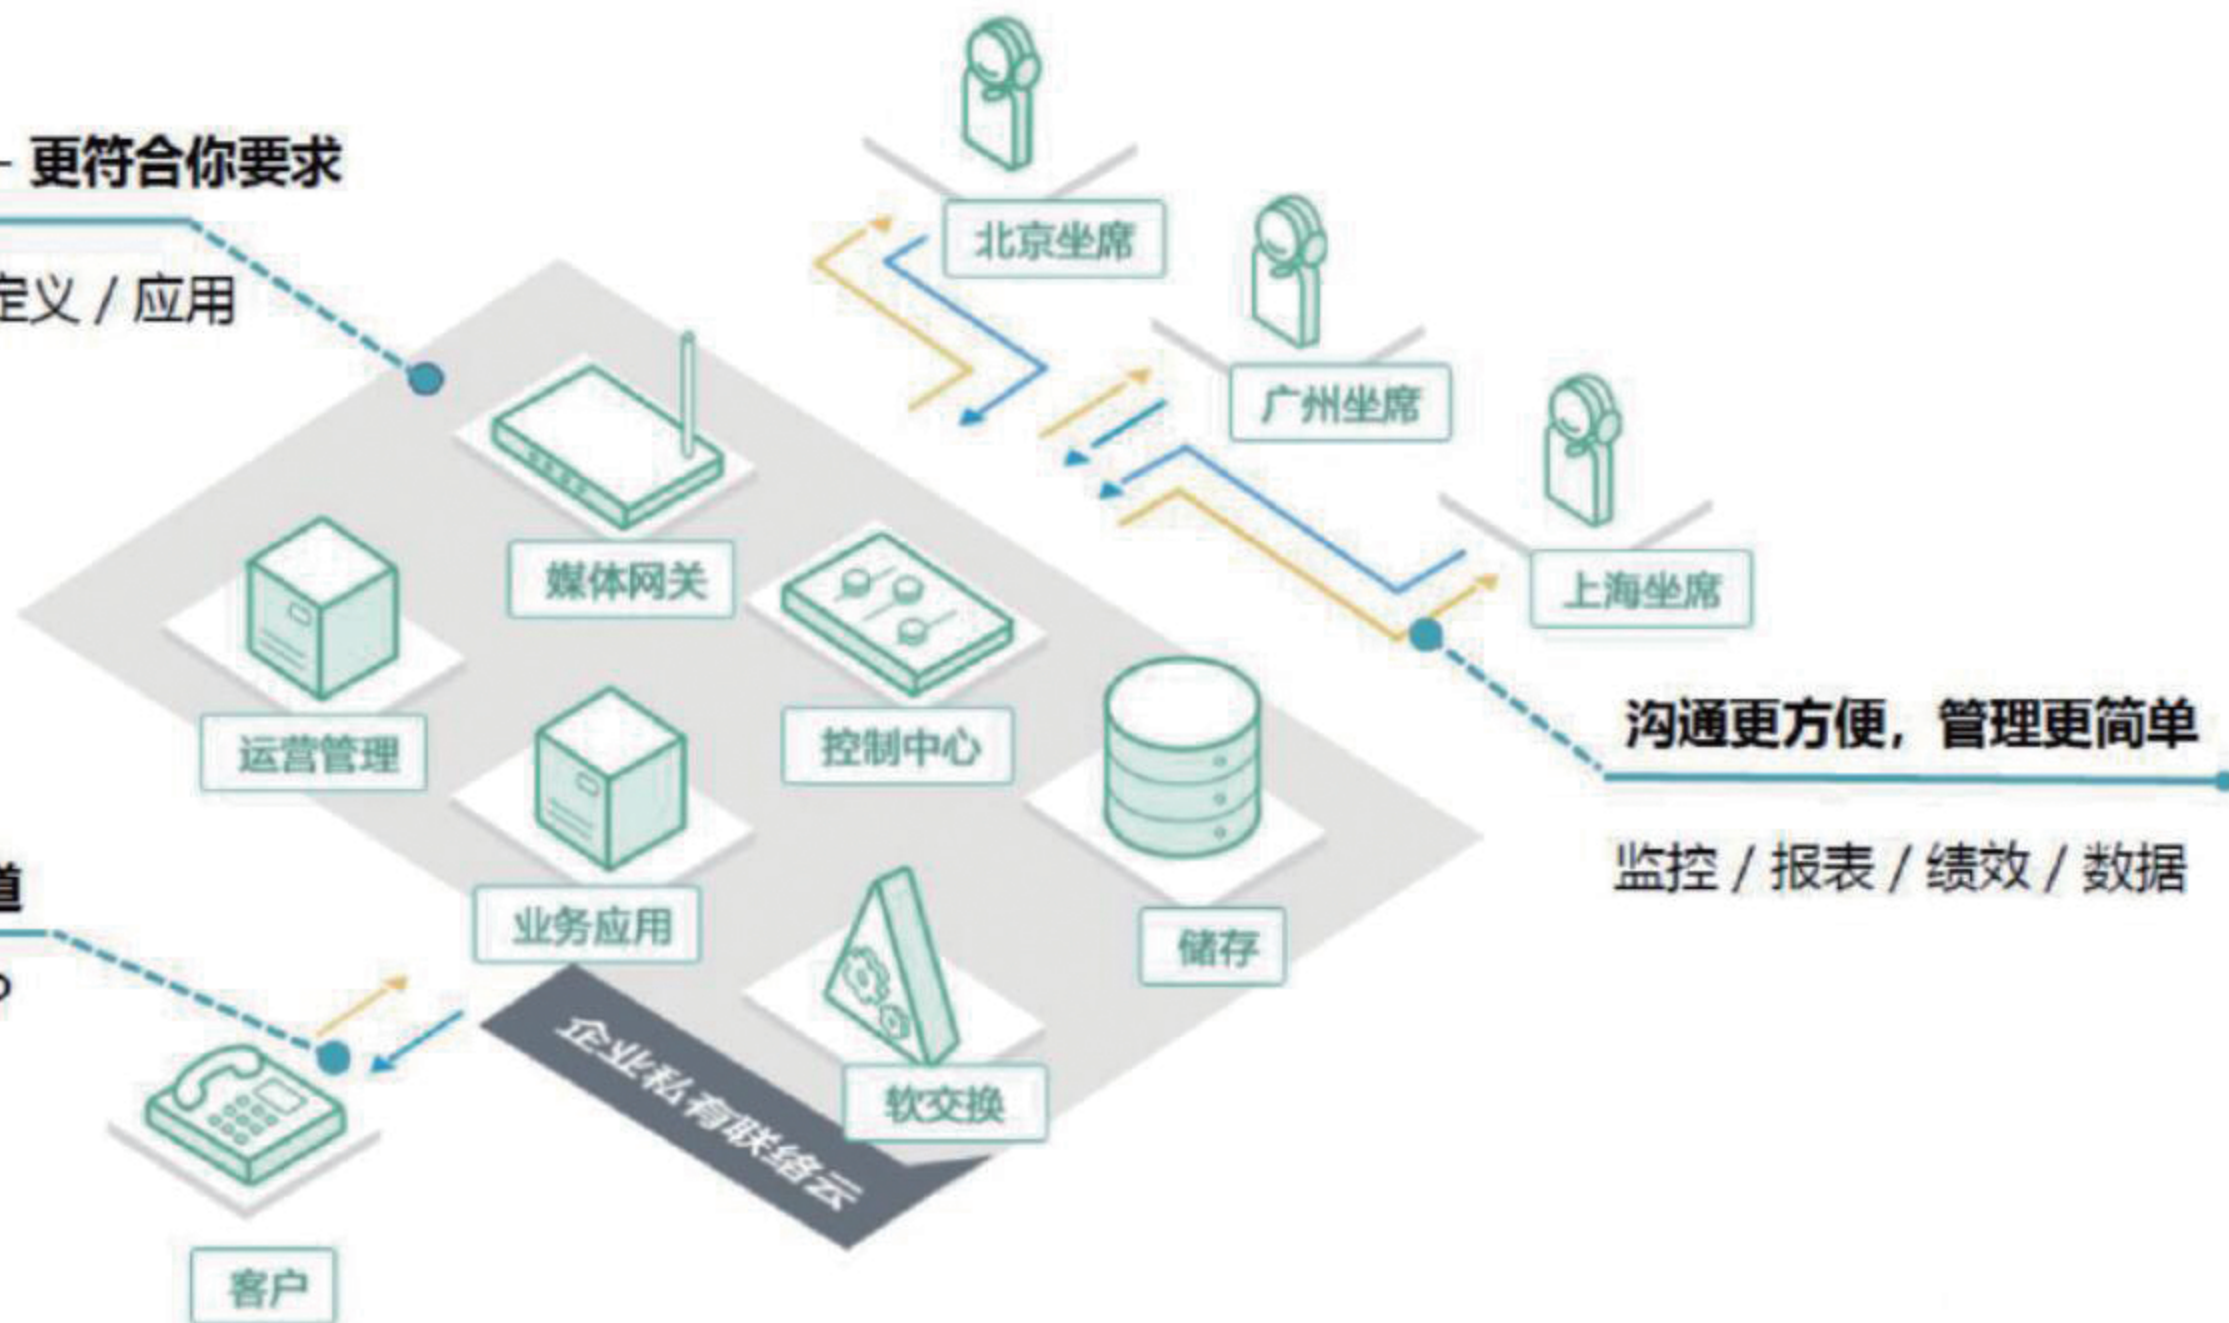 - 更符合你要求
定义 / 应用
北京坐席
广州坐席
上海坐席
媒体网关
运营管理
控制中心
业务应用
储存
软交换
企业私有联络云
沟通更方便，管理更简单
监控 / 报表 / 绩效 / 数据
道
客户